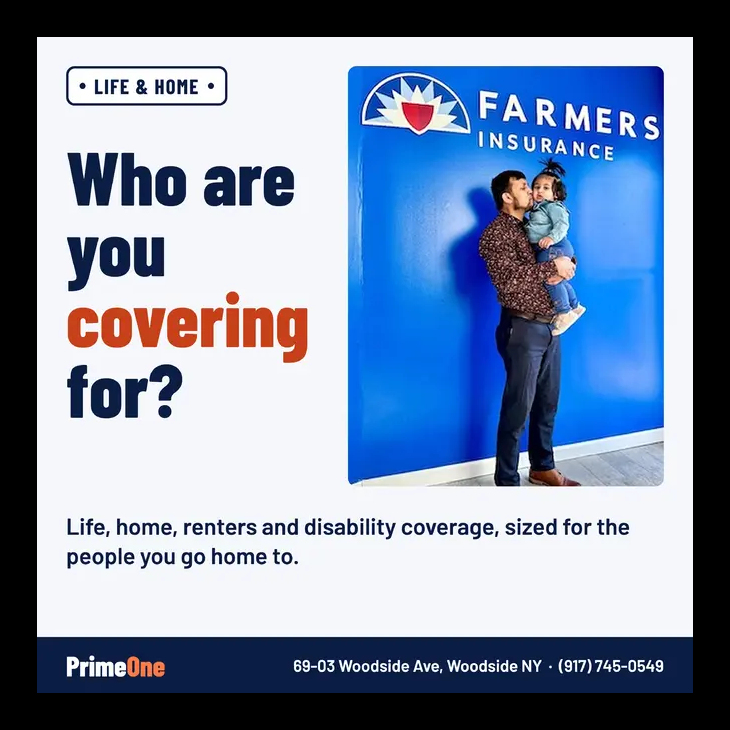 • LIFE & HOME •
Who are
you
covering
for?
FARMERS
INSURANCE
Life, home, renters and disability coverage, sized for the
people you go home to.
PrimeOne
69-03 Woodside Ave, Woodside NY · (917) 745-0549